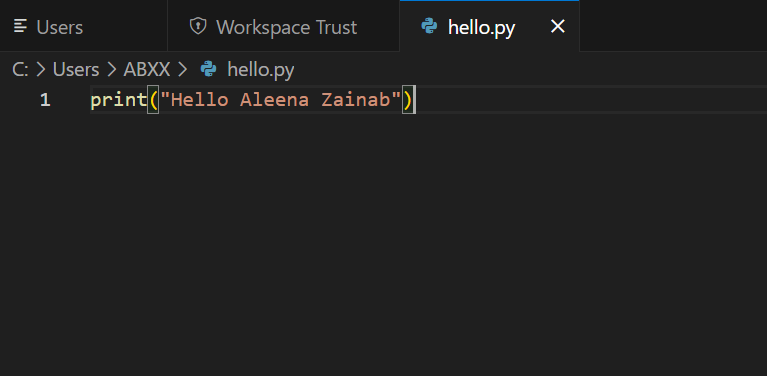 Users Workspace Trust hello.py
C: > Users > ABXX > hello.py
1 print("Hello Aleena Zainab")